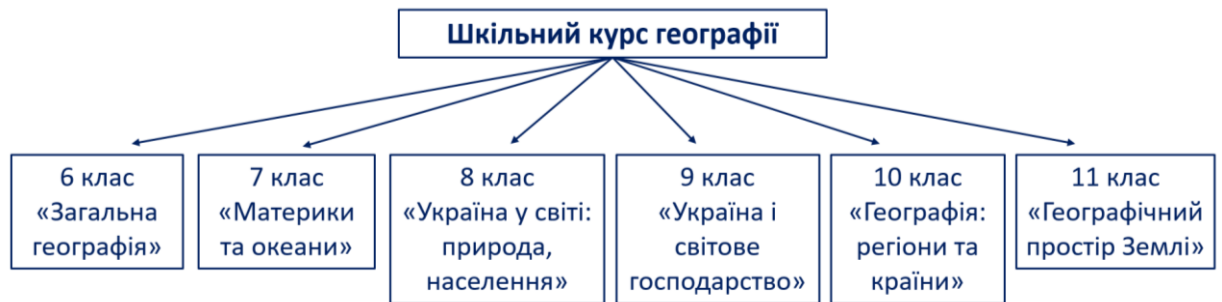 Шкільний курс географії
6 клас
«Загальна
географія»
7 клас
«Материки
та океани»
8 клас
«Україна у світі:
природа,
населення»
9 клас
«Україна і
світове
господарство»
10 клас
«Географія:
регіони та
країни»
11 клас
«Географічний
простір Землі»